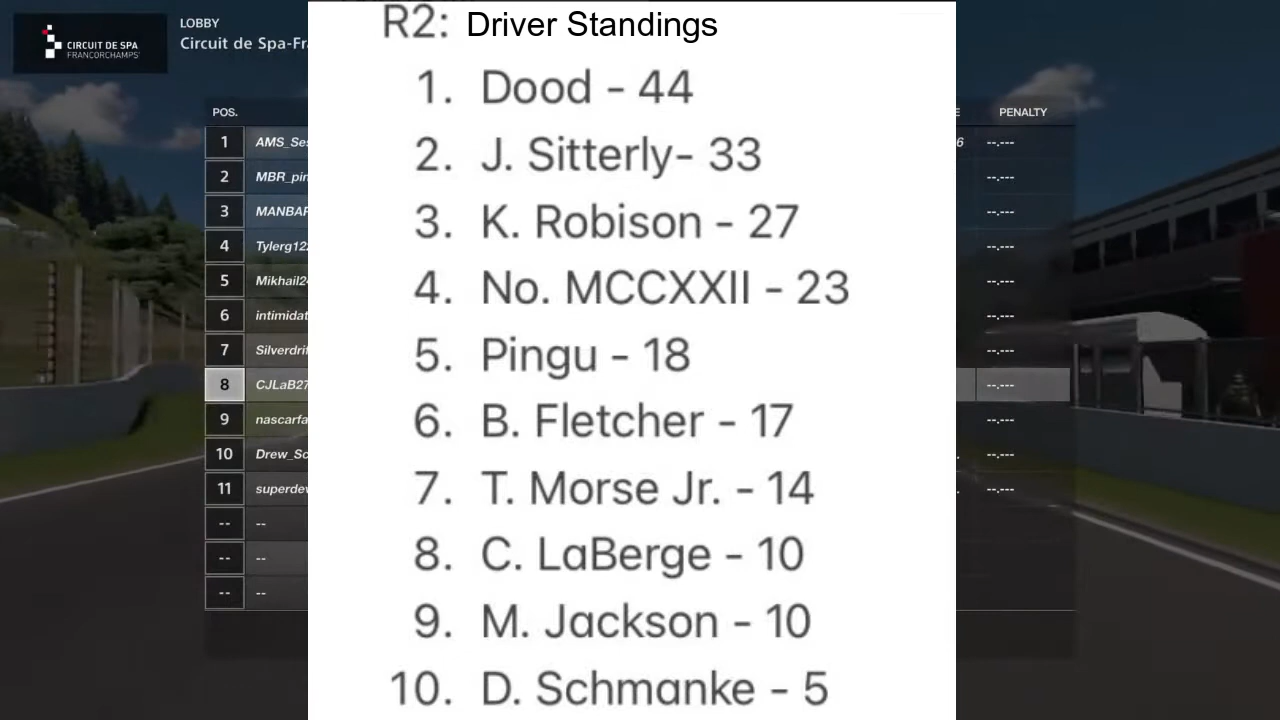 CIRCUIT DE SPA
FRANCORCHAMPS
LOBBY
Circuit de Spa-Fr
R2: Driver Standings
1. Dood - 44
2. J. Sitterly- 33
3. K. Robison - 27
4. No. MCCXXII - 23
5. Pingu - 18
6. B. Fletcher - 17
7. T. Morse Jr. - 14
8. C. LaBerge - 10
9. M. Jackson - 10
10. D. Schmanke - 5
POS. PENALTY
1 AMS_Se 6 --.---
2 MBR_pi --.---
3 MANBA --.---
4 Tylerg12 --.---
5 Mikhail2 --.---
6 intimidat --.---
7 Silverdri --.---
8 CJLaB27 --.---
9 nascarfa --.---
10 Drew_Sc --.---
11 superde --.---
-- --
-- --
-- --